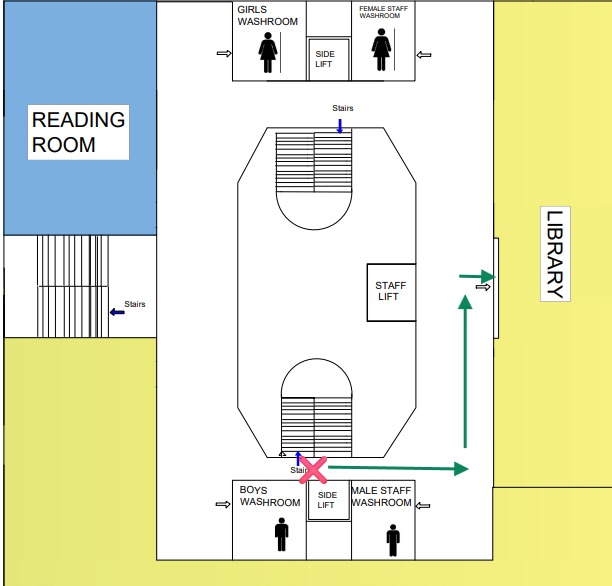 GIRLS
WASHROOM
FEMALE STAFF
WASHROOM
SIDE
LIFT
Stairs
READING
ROOM
LIBRARY
STAFF
LIFT
Stairs
BOYS
WASHROOM
SIDE
LIFT
MALE STAFF
WASHROOM